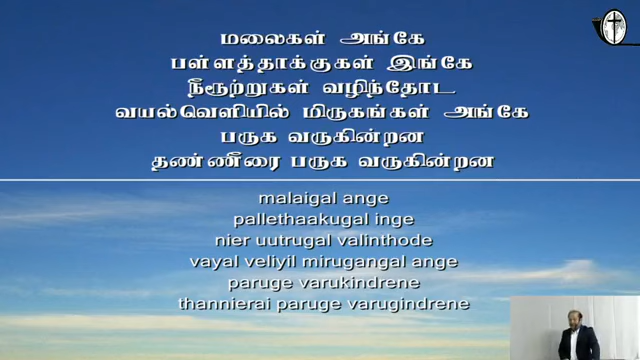 மலைகள் அங்கே
பள்ளத்தாக்குகள் இங்கே
நீரூற்றுகள் வழிந்தோட
வயல்வெளியில் மிருகங்கள் அங்கே
பருக வருகின்றன
தண்ணீரை பருக வருகின்றன
malaigal ange
pallethaakugal inge
nier uutrugal valinthode
vayal veliyil mirugangal ange
paruge varukindrene
thannierai paruge varugindrene